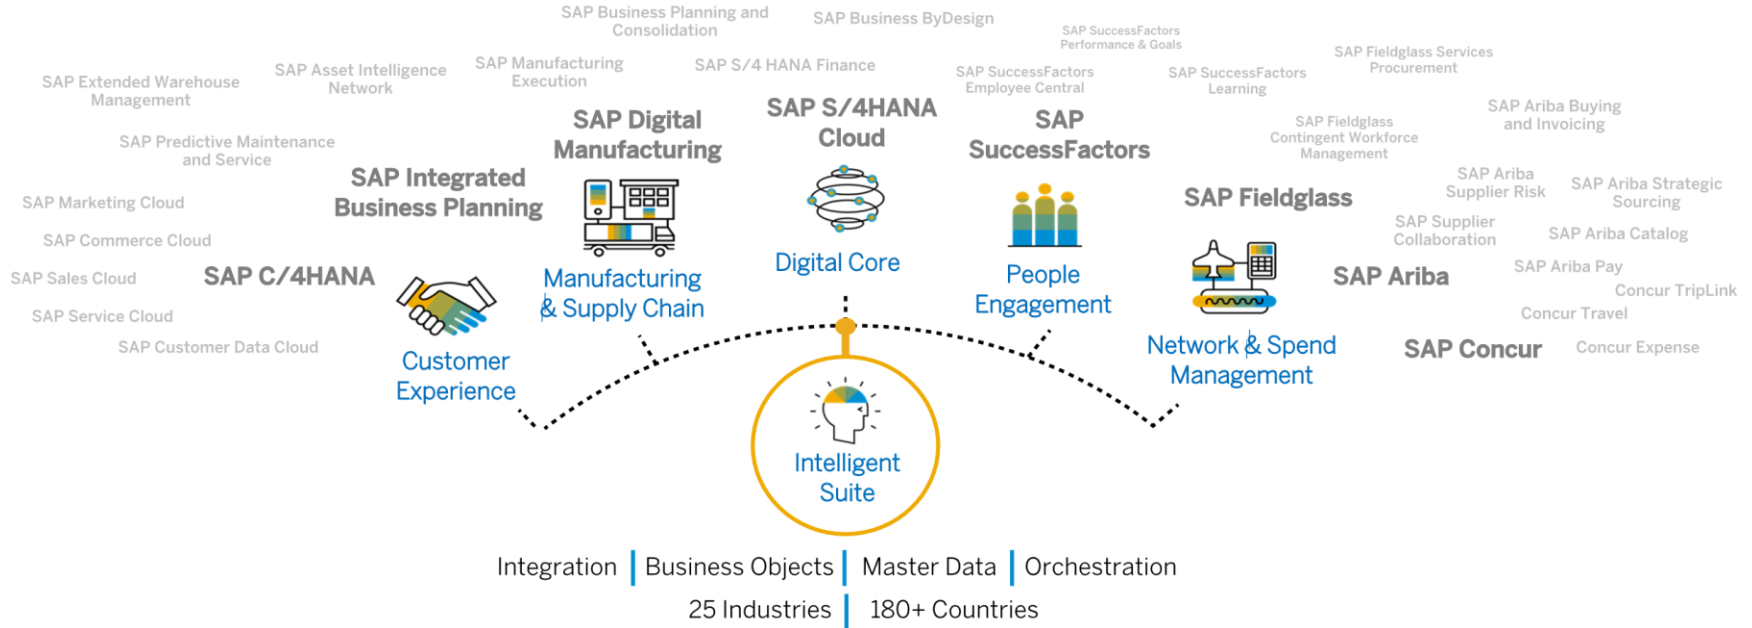 SAP Business Planning and
Consolidation
SAP Business ByDesign
SAP SuccessFactors
Performance & Goals
SAP Fieldglass Services
Procurement
SAP Extended Warehouse
Management
SAP Asset Intelligence
Network
SAP Manufacturing
Execution
SAP S/4 HANA Finance
SAP SuccessFactors
Employee Central
SAP SuccessFactors
Learning
SAP Ariba Buying
and Invoicing
SAP Predictive Maintenance
and Service
SAP Digital
Manufacturing
SAP S/4HANA
Cloud
SAP
SuccessFactors
SAP Fieldglass
Contingent Workforce
Management
SAP Integrated
Business Planning
SAP Fieldglass
SAP Ariba
Supplier Risk
SAP Ariba Strategic
Sourcing
SAP Marketing Cloud
SAP Commerce Cloud
SAP Sales Cloud
SAP Service Cloud
SAP Customer Data Cloud
SAP C/4HANA
SAP Supplier
Collaboration
SAP Ariba Catalog
SAP Ariba
SAP Ariba Pay
Concur TripLink
Concur Travel
SAP Concur
Concur Expense
Customer
Experience
Manufacturing
& Supply Chain
Digital Core
People
Engagement
Network & Spend
Management
Intelligent
Suite
Integration | Business Objects | Master Data | Orchestration
25 Industries | 180+ Countries